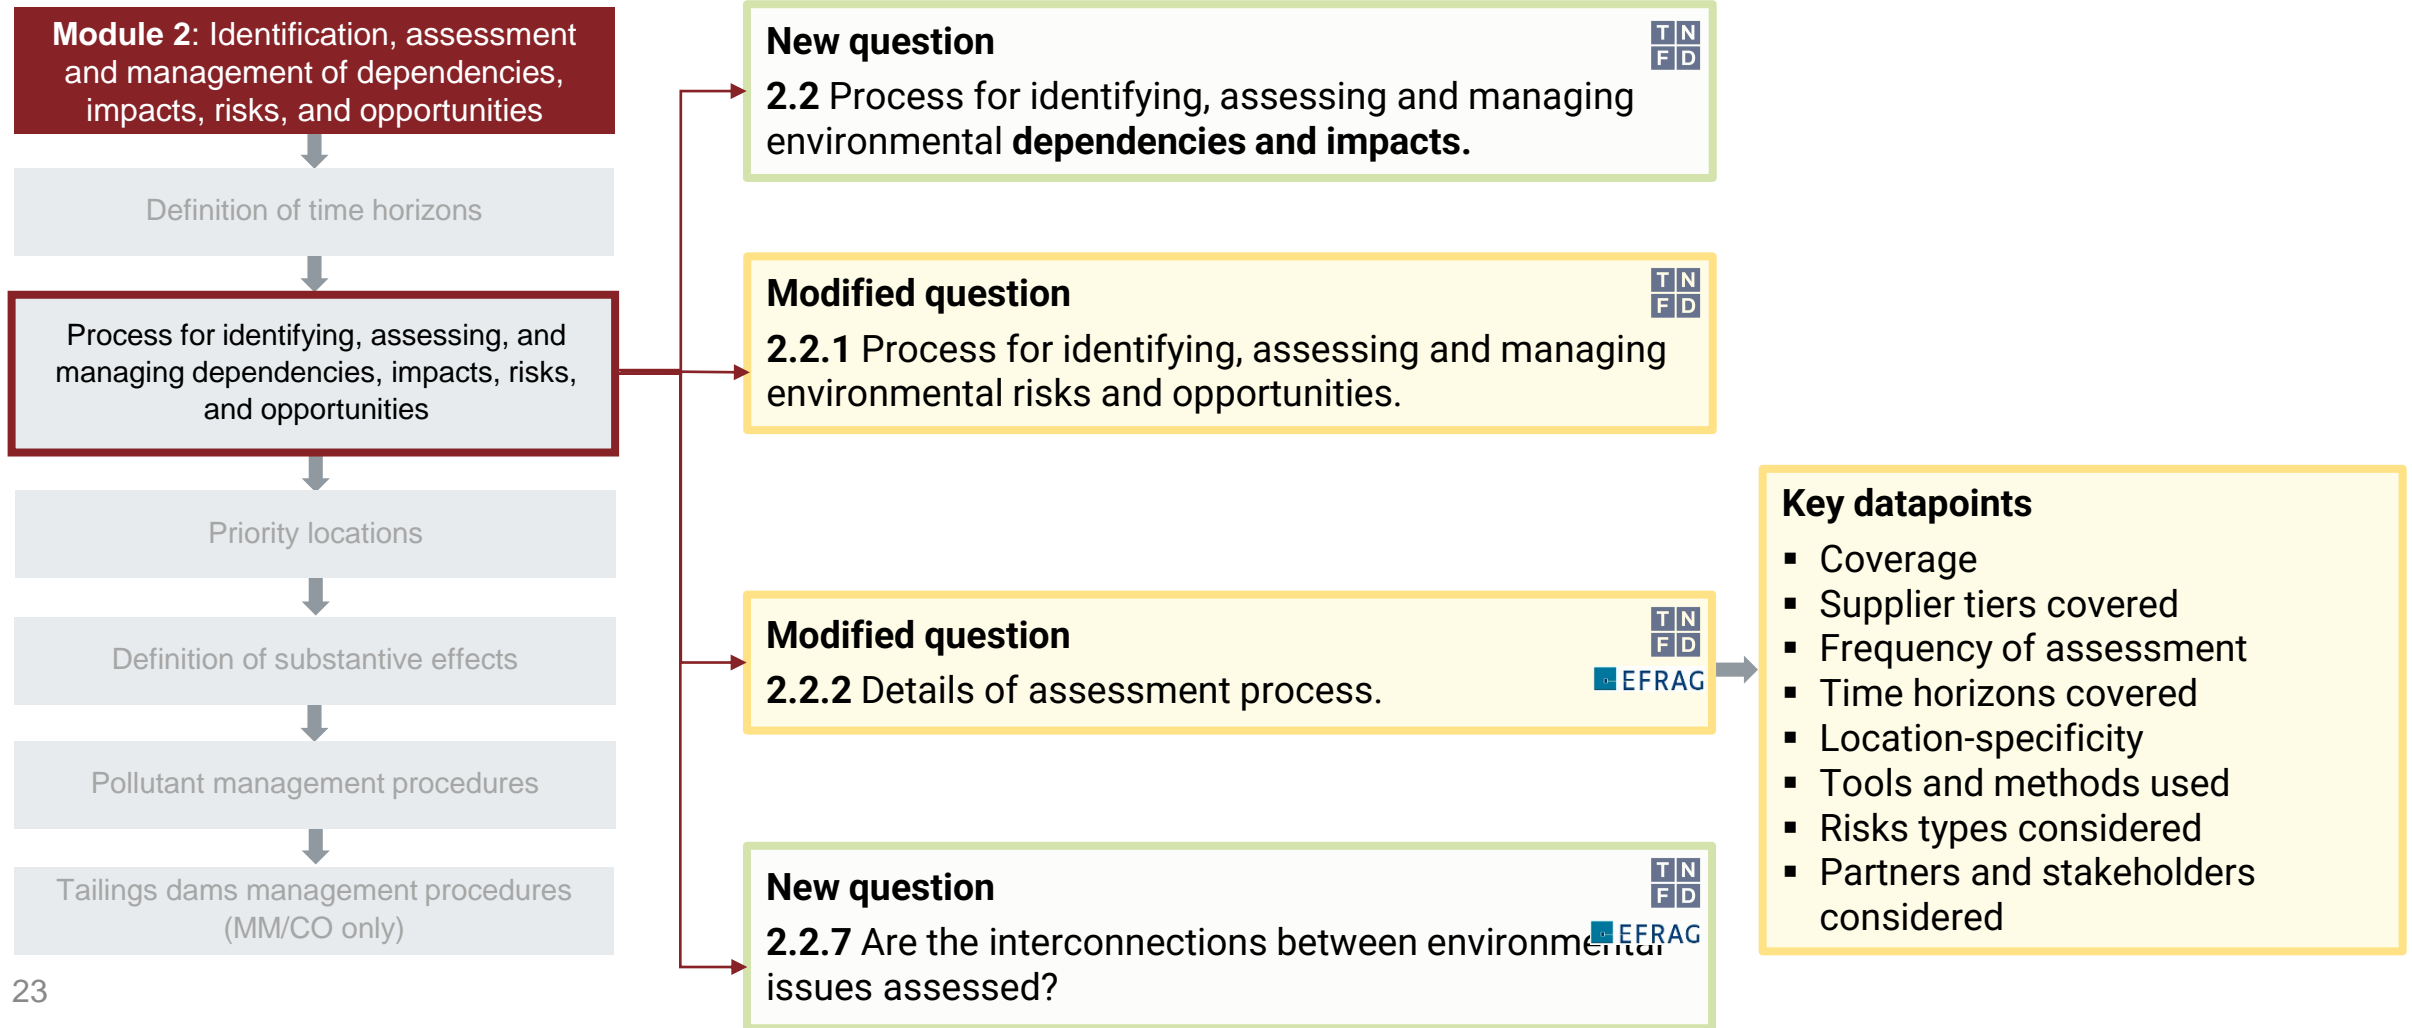 Module 2: Identification, assessment
and management of dependencies,
impacts, risks, and opportunities
Definition of time horizons
Process for identifying, assessing, and
managing dependencies, impacts, risks,
and opportunities
Priority locations
Definition of substantive effects
Pollutant management procedures
Tailings dams management procedures
(MM/CO only)
23
New question
T N
F D
2.2 Process for identifying, assessing and managing
environmental dependencies and impacts.
Modified question
T N
F D
2.2.1 Process for identifying, assessing and managing
environmental risks and opportunities.
Modified question
T N
F D
EFRAG
2.2.2 Details of assessment process.
New question
T N
F D
EFRAG
2.2.7 Are the interconnections between environmental
issues assessed?
Key datapoints
▪ Coverage
▪ Supplier tiers covered
▪ Frequency of assessment
▪ Time horizons covered
▪ Location-specificity
▪ Tools and methods used
▪ Risks types considered
▪ Partners and stakeholders
considered